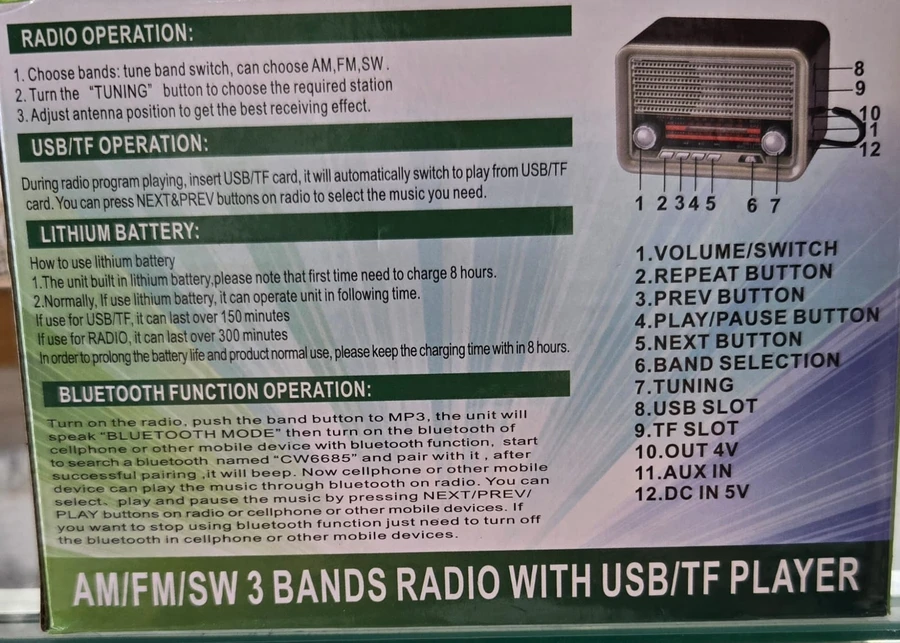 RADIO OPERATION:
1. Choose bands: tune band switch, can choose AM,FM,SW.
2. Turn the "TUNING" button to choose the required station
3. Adjust antenna position to get the best receiving effect.
USB/TF OPERATION:
During radio program playing, insert USB/TF card, it will automatically switch to play from USB/TF
card. You can press NEXT&PREV buttons on radio to select the music you need.
LITHIUM BATTERY:
How to use lithium battery
1.The unit built in lithium battery,please note that first time need to charge 8 hours.
2.Normally, If use lithium battery, it can operate unit in following time.
If use for USB/TF, it can last over 150 minutes
If use for RADIO, it can last over 300 minutes
In order to prolong the battery life and product normal use, please keep the charging time with in 8 hours.
BLUETOOTH FUNCTION OPERATION:
Turn on the radio, push the band button to MP3, the unit will
speak "BLUETOOTH MODE" then turn on the bluetooth of
cellphone or other mobile device with bluetooth function, start
to search a bluetooth named "CW6685" and pair with it , after
successful pairing ,it will beep. Now cellphone or other mobile
device can play the music through bluetooth on radio. You can
select、play and pause the music by pressing NEXT/PREV/
PLAY buttons on radio or cellphone or other mobile devices. If
you want to stop using bluetooth function just need to turn off
the bluetooth in cellphone or other mobile devices.
8
9
10
11
12
1 2 3 4 5 6 7
1.VOLUME/SWITCH
2.REPEAT BUTTON
3.PREV BUTTON
4.PLAY/PAUSE BUTTON
5.NEXT BUTTON
6.BAND SELECTION
7.TUNING
8.USB SLOT
9.TF SLOT
10.OUT 4V
11.AUX IN
12.DC IN 5V
AM/FM/SW 3 BANDS RADIO WITH USB/TF PLAYER